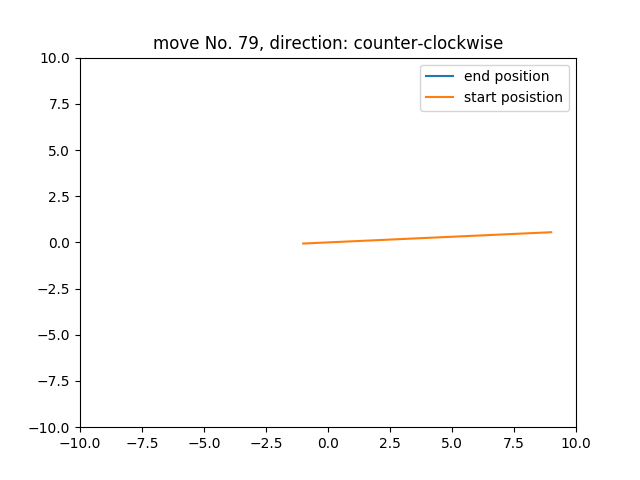 move No. 79, direction: counter-clockwise
end position
start posistion
10.0
7.5
5.0
2.5
0.0
−2.5
−5.0
−7.5
−10.0
−10.0 −7.5 −5.0 −2.5 0.0 2.5 5.0 7.5 10.0